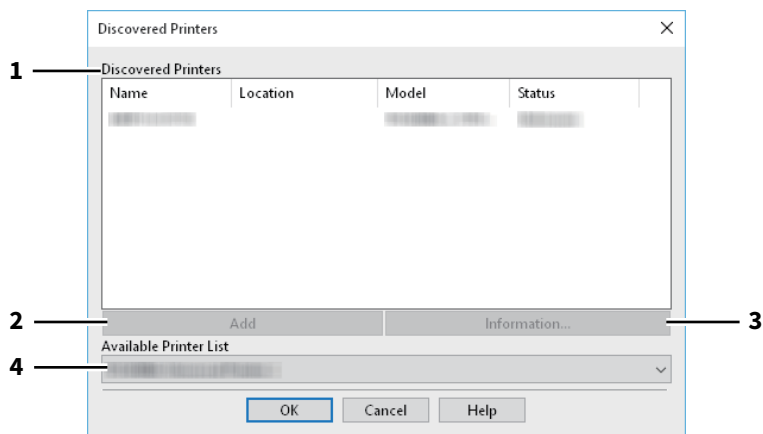 Discovered Printers
1 Discovered Printers
Name Location Model Status
2 Add Information... 3
Available Printer List
4
OK Cancel Help